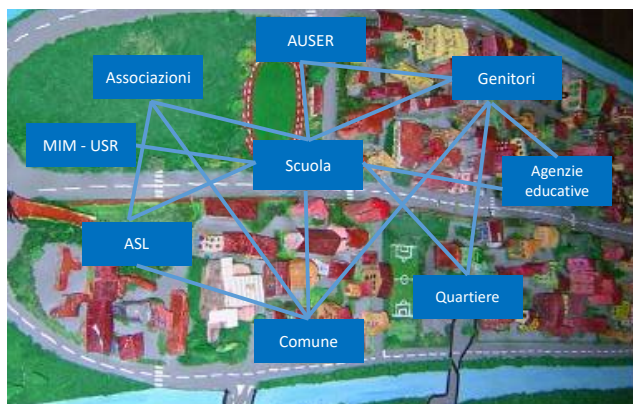 AUSER
Associazioni
Genitori
MIM - USR
Scuola
Agenzie
educative
ASL
Quartiere
Comune